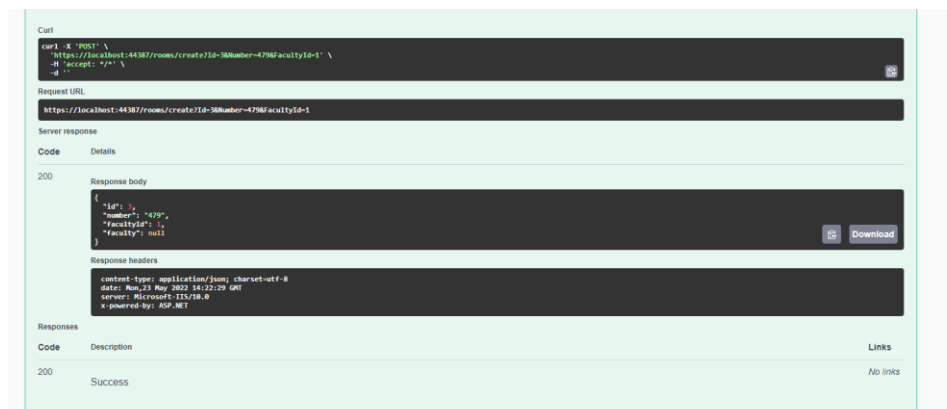 Curl
curl -X 'POST' \
'https://localhost:44387/rooms/create?Id=3&Number=479&FacultyId=1' \
-H 'accept: */*' \
-d ''
Request URL
https://localhost:44387/rooms/create?Id=3&Number=479&FacultyId=1
Server response
Code Details
200
Response body
{
"id": 3,
"number": "479",
"facultyId": 1,
"faculty": null
}
Download
Response headers
content-type: application/json; charset=utf-8
date: Mon,23 May 2022 14:22:29 GMT
server: Microsoft-IIS/10.0
x-powered-by: ASP.NET
Responses
Code Description Links
200 No links
Success